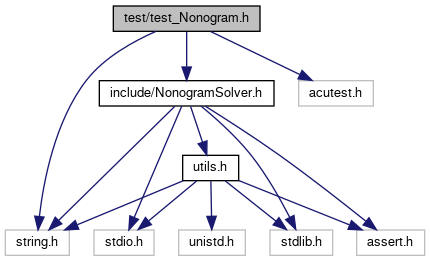 test/test_Nonogram.h
include/NonogramSolver.h
acutest.h
utils.h
string.h
stdio.h
unistd.h
stdlib.h
assert.h